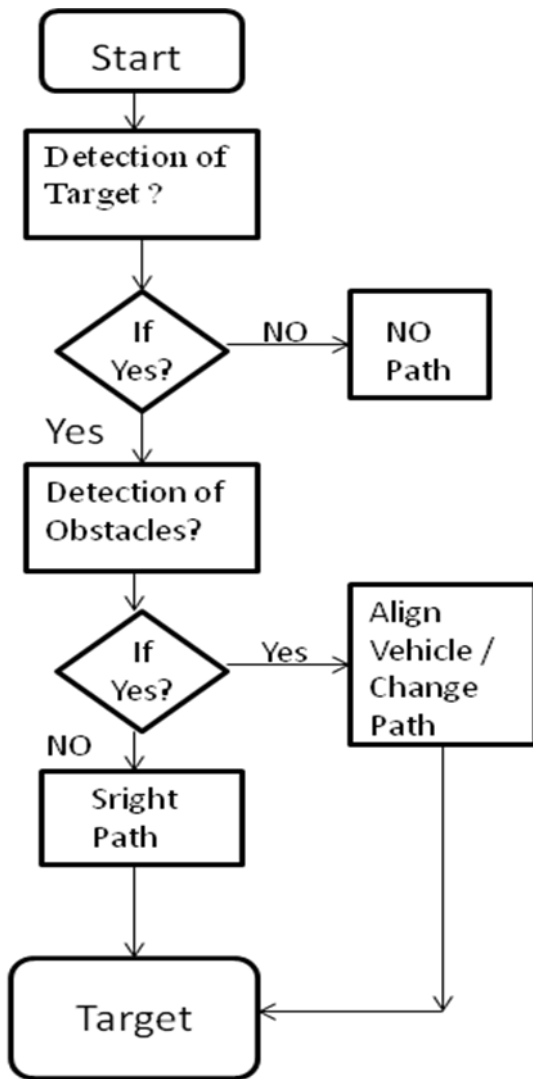 Start
Detection of
Target ?
If
Yes?
NO
NO
Path
Yes
Detection of
Obstacles?
If
Yes?
Yes
Align
Vehicle /
Change
Path
NO
Sright
Path
Target